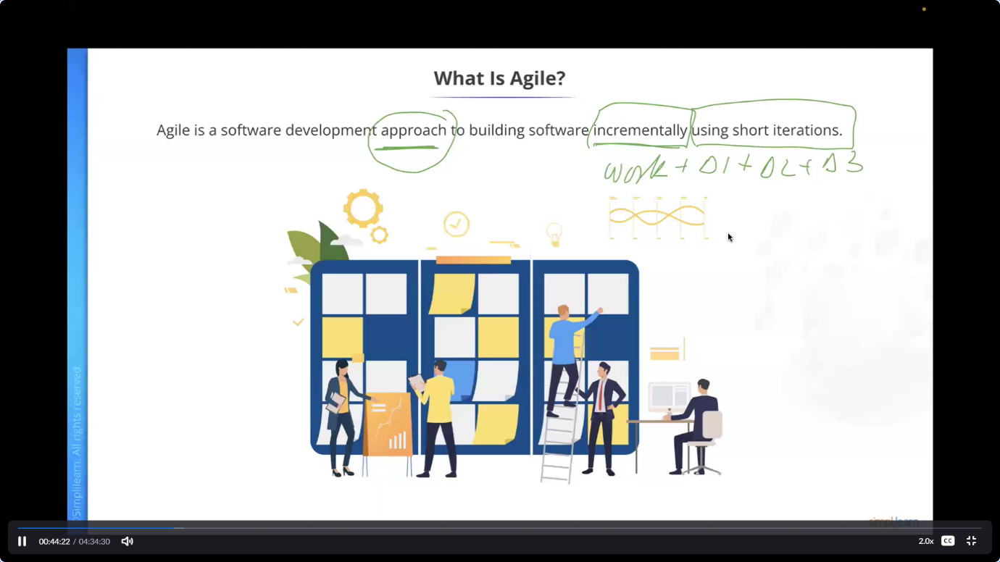 What Is Agile?
Agile is a software development approach to building software incrementally using short iterations.
work + Δ1 + Δ2 + Δ3
©Simplilearn. All rights reserved.
simplilearn
00:44:22 / 04:34:30
2.0x
CC